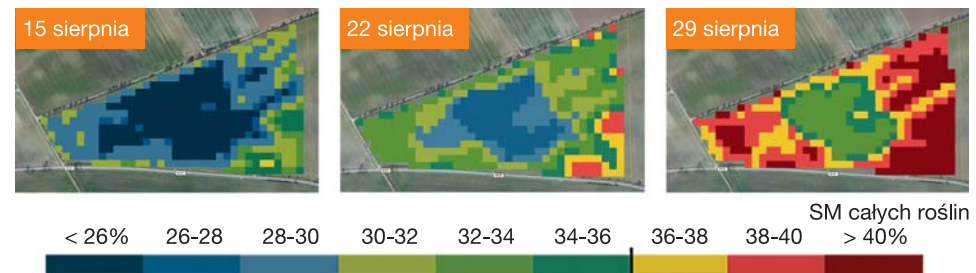 15 sierpnia
22 sierpnia
29 sierpnia
SM całych roślin
< 26%
26-28
28-30
30-32
32-34
34-36
36-38
38-40
> 40%